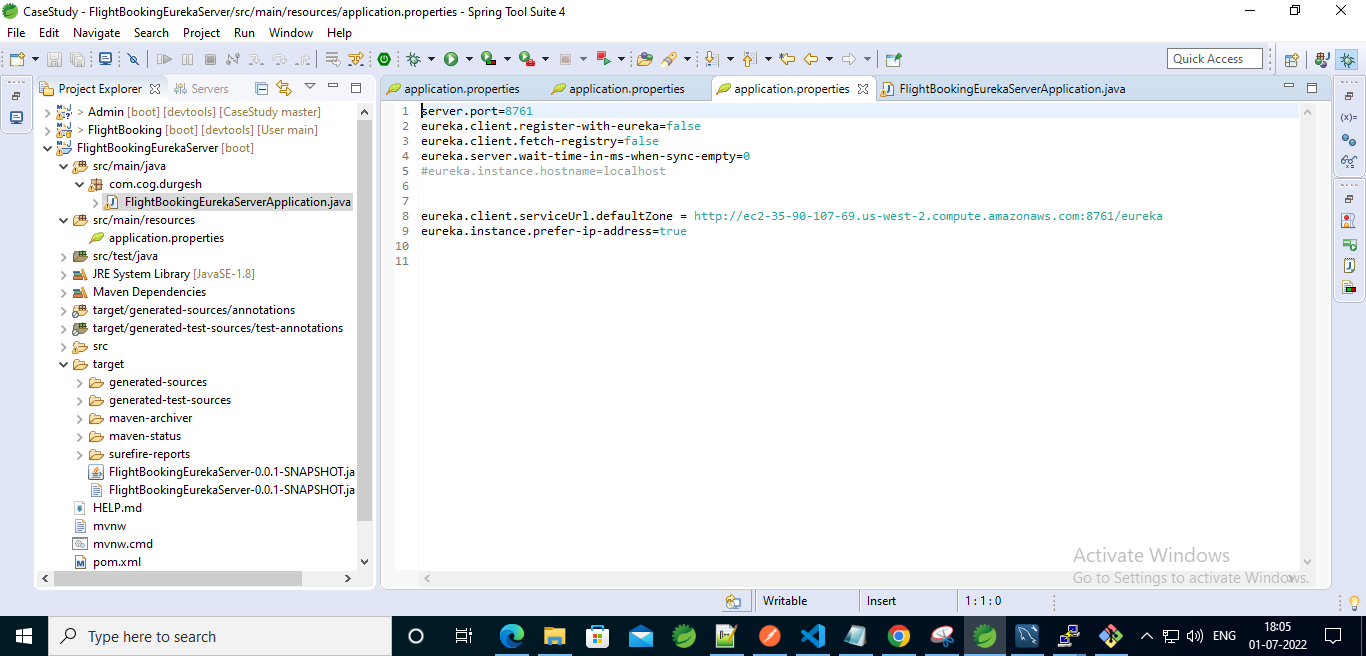 CaseStudy - FlightBookingEurekaServer/src/main/resources/application.properties - Spring Tool Suite 4
File Edit Navigate Search Project Run Window Help
Quick Access
Project Explorer Servers
> Admin [boot] [devtools] [CaseStudy master]
> FlightBooking [boot] [devtools] [User main]
FlightBookingEurekaServer [boot]
src/main/java
com.cog.durgesh
FlightBookingEurekaServerApplication.java
src/main/resources
application.properties
src/test/java
JRE System Library [JavaSE-1.8]
Maven Dependencies
target/generated-sources/annotations
target/generated-test-sources/test-annotations
src
target
generated-sources
generated-test-sources
maven-archiver
maven-status
surefire-reports
FlightBookingEurekaServer-0.0.1-SNAPSHOT.ja
FlightBookingEurekaServer-0.0.1-SNAPSHOT.ja
HELP.md
mvnw
mvnw.cmd
pom.xml
application.properties application.properties application.properties FlightBookingEurekaServerApplication.java
1 server.port=8761
2 eureka.client.register-with-eureka=false
3 eureka.client.fetch-registry=false
4 eureka.server.wait-time-in-ms-when-sync-empty=0
5 #eureka.instance.hostname=localhost
6
7
8 eureka.client.serviceUrl.defaultZone = http://ec2-35-90-107-69.us-west-2.compute.amazonaws.com:8761/eureka
9 eureka.instance.prefer-ip-address=true
10
11
Activate Windows
Go to Settings to activate Windows.
Writable Insert 1 : 1 : 0
Type here to search
ENG
18:05
01-07-2022